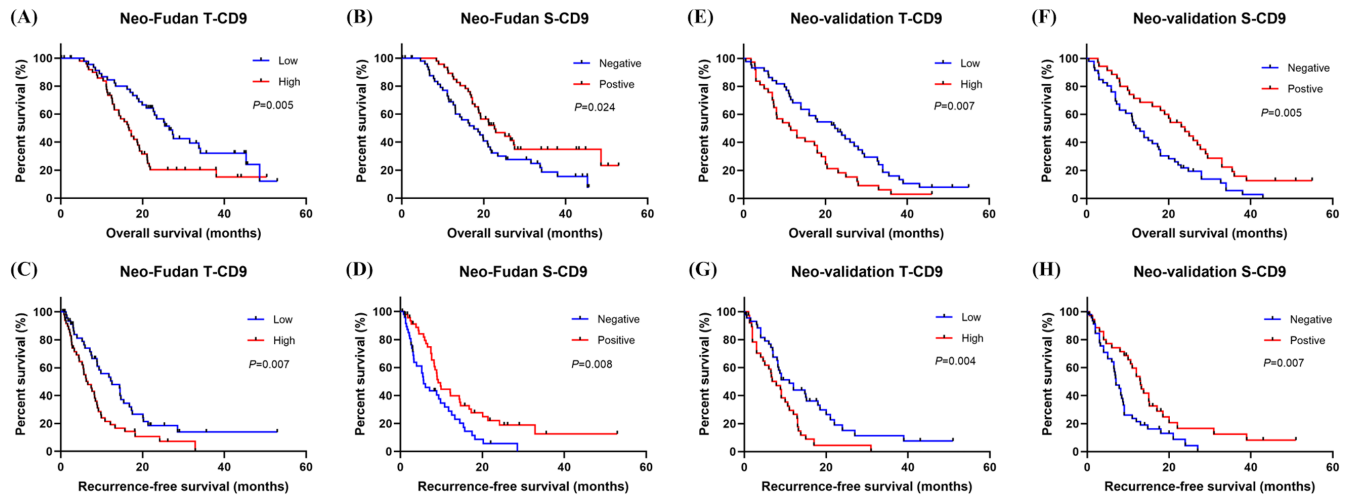 (A)
Neo-Fudan T-CD9
Percent survival (%)
100
80
60
40
20
0
0 20 40 60
Low
High
P=0.005
Overall survival (months)
(B)
Neo-Fudan S-CD9
Percent survival (%)
100
80
60
40
20
0
0 20 40 60
Negative
Postive
P=0.024
Overall survival (months)
(E)
Neo-validation T-CD9
Percent survival (%)
100
80
60
40
20
0
0 20 40 60
Low
High
P=0.007
Overall survival (months)
(F)
Neo-validation S-CD9
Percent survival (%)
100
80
60
40
20
0
0 20 40 60
Negative
Postive
P=0.005
Overall survival (months)
(C)
Neo-Fudan T-CD9
Percent survival (%)
100
80
60
40
20
0
0 20 40 60
Low
High
P=0.007
Recurrence-free survival (months)
(D)
Neo-Fudan S-CD9
Percent survival (%)
100
80
60
40
20
0
0 20 40 60
Negative
Positive
P=0.008
Recurrence-free survival (months)
(G)
Neo-validation T-CD9
Percent survival (%)
100
80
60
40
20
0
0 20 40 60
Low
High
P=0.004
Recurrence-free survival (months)
(H)
Neo-validation S-CD9
Percent survival (%)
100
80
60
40
20
0
0 20 40 60
Negative
Postive
P=0.007
Recurrence-free survival (months)